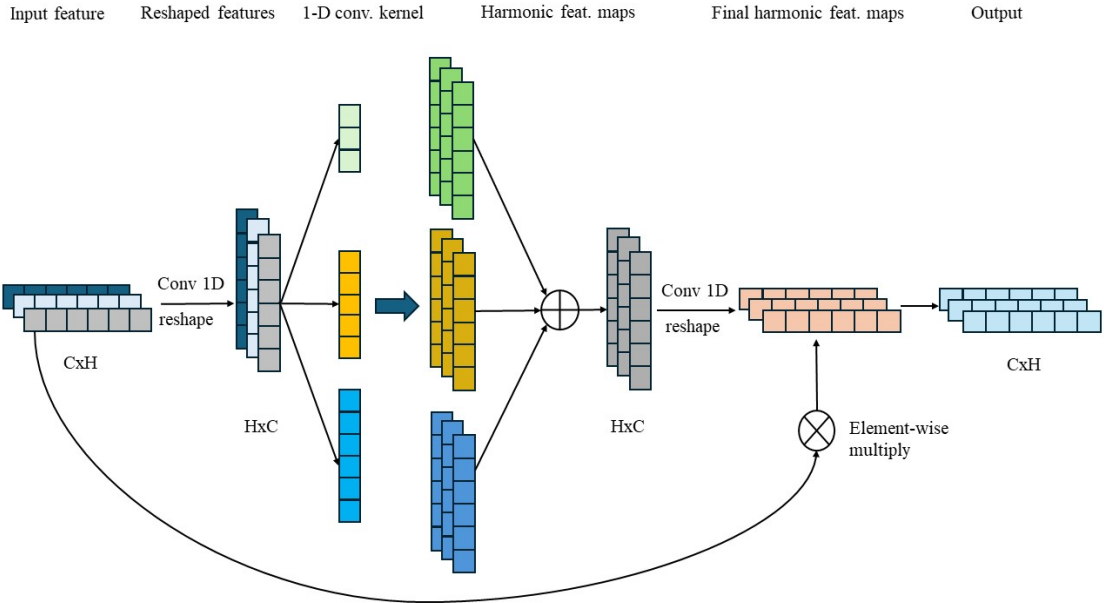 Input feature
Reshaped features
1-D conv. kernel
Harmonic feat. maps
Final harmonic feat. maps
Output
Conv 1D
reshape
CxH
HxC
HxC
Conv 1D
reshape
CxH
Element-wise
multiply